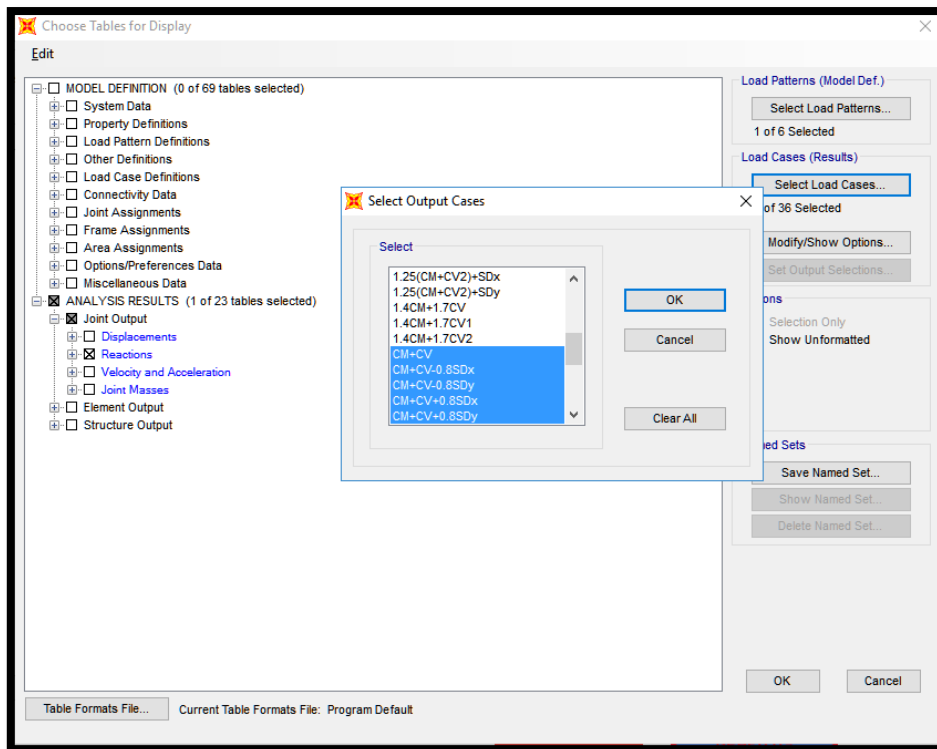 Choose Tables for Display
Edit
MODEL DEFINITION (0 of 69 tables selected)
System Data
Property Definitions
Load Pattern Definitions
Other Definitions
Load Case Definitions
Connectivity Data
Joint Assignments
Frame Assignments
Area Assignments
Options/Preferences Data
Miscellaneous Data
ANALYSIS RESULTS (1 of 23 tables selected)
Joint Output
Displacements
Reactions
Velocity and Acceleration
Joint Masses
Element Output
Structure Output
Table Formats File...
Current Table Formats File: Program Default
Select Output Cases
Select
1.25(CM+CV2)+SDx
1.25(CM+CV2)+SDy
1.4CM+1.7CV
1.4CM+1.7CV1
1.4CM+1.7CV2
CM+CV
CM+CV-0.8SDx
CM+CV-0.8SDy
CM+CV+0.8SDx
CM+CV+0.8SDy
OK
Cancel
Clear All
Load Patterns (Model Def.)
Select Load Patterns...
1 of 6 Selected
Load Cases (Results)
Select Load Cases...
of 36 Selected
Modify/Show Options...
Set Output Selections...
ons
Selection Only
Show Unformatted
ed Sets
Save Named Set...
Show Named Set...
Delete Named Set...
OK
Cancel